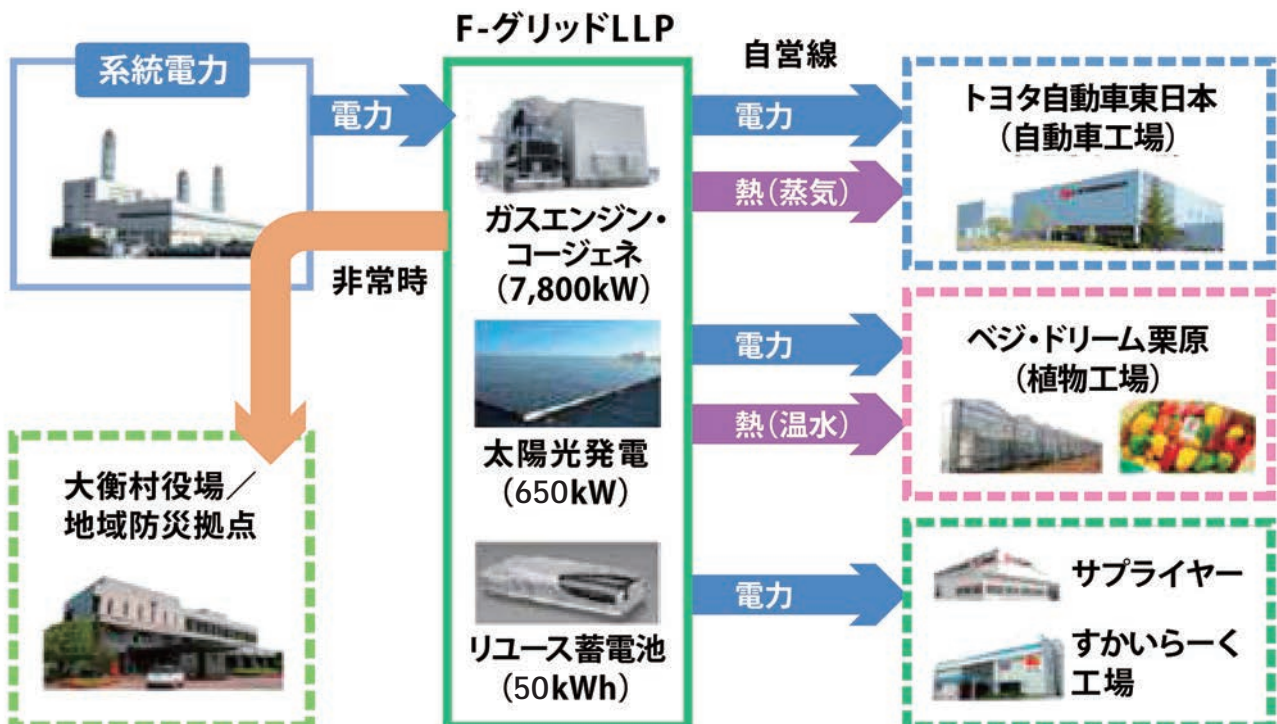 F-グリッドLLP
系統電力
電力
非常時
大衡村役場／
地域防災拠点
ガスエンジン・
コージェネ
(7,800kW)
太陽光発電
(650kW)
リユース蓄電池
(50kWh)
自営線
電力
熱(蒸気)
電力
熱(温水)
電力
トヨタ自動車東日本
(自動車工場)
ベジ・ドリーム栗原
(植物工場)
サプライヤー
すかいらーく
工場